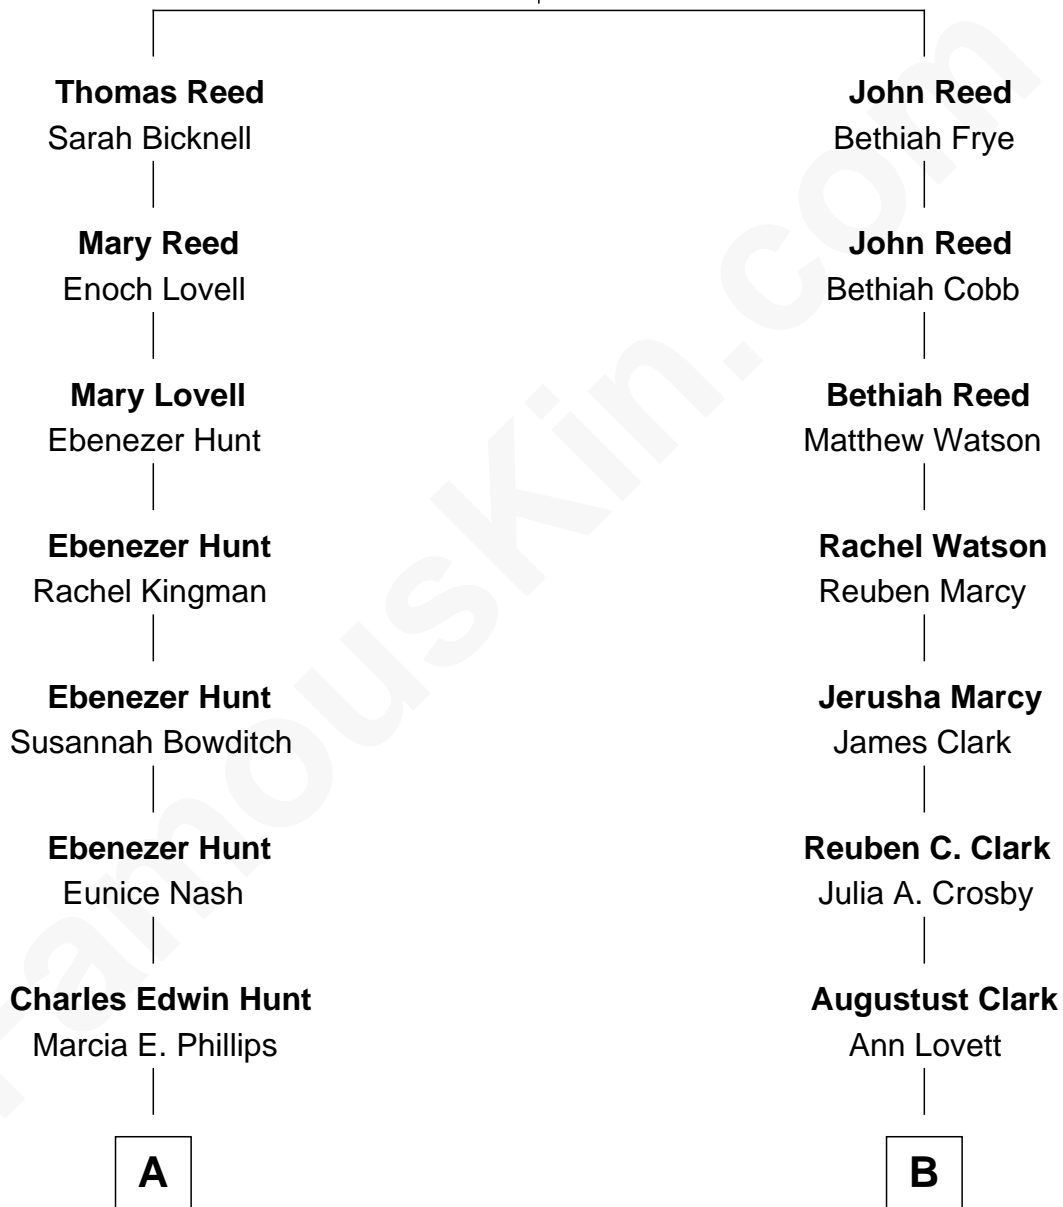 Thomas Reed
Sarah Bicknell
Mary Reed
Enoch Lovell
Mary Lovell
Ebenezer Hunt
Ebenezer Hunt
Rachel Kingman
Ebenezer Hunt
Susannah Bowditch
Ebenezer Hunt
Eunice Nash
Charles Edwin Hunt
Marcia E. Phillips
A
John Reed
Bethiah Frye
John Reed
Bethiah Cobb
Bethiah Reed
Matthew Watson
Rachel Watson
Reuben Marcy
Jerusha Marcy
James Clark
Reuben C. Clark
Julia A. Crosby
Augustust Clark
Ann Lovett
B
FamousKin.com